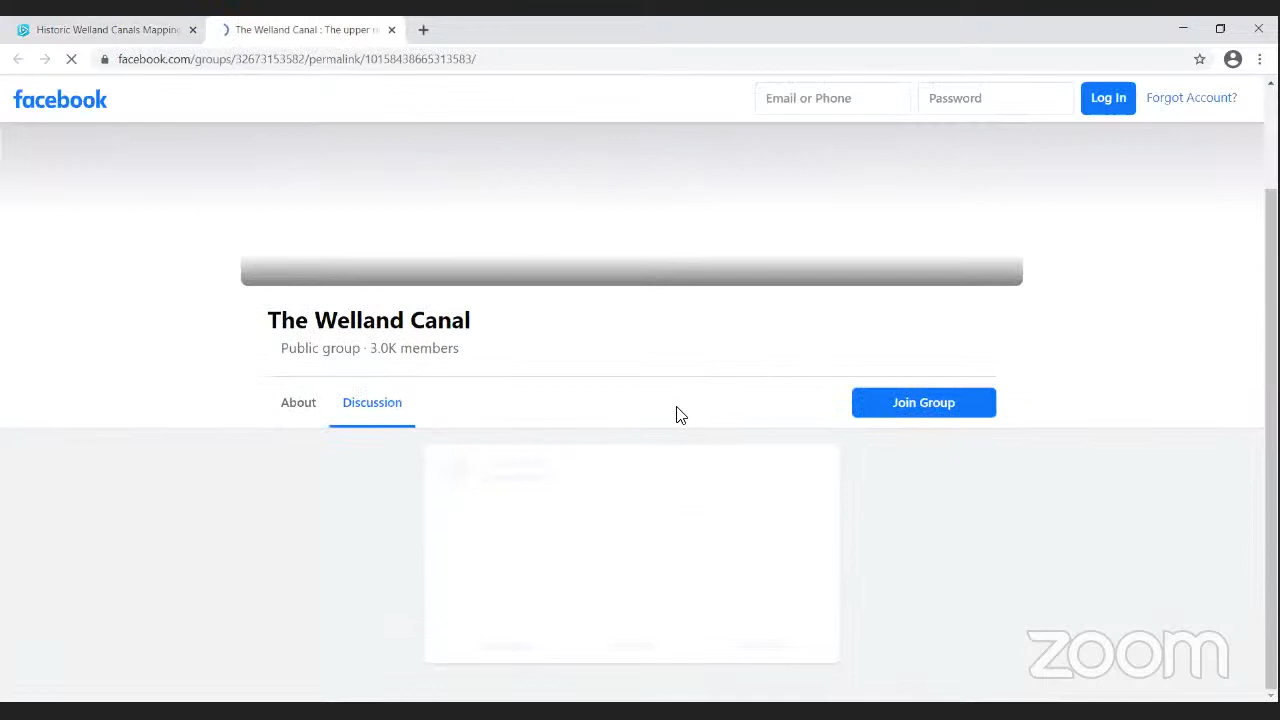 Historic Welland Canals Mapping
The Welland Canal : The upper r
facebook.com/groups/32673153582/permalink/10158438665313583/
facebook
Email or Phone
Password
Log In
Forgot Account?
The Welland Canal
Public group · 3.0K members
About
Discussion
Join Group
zoom